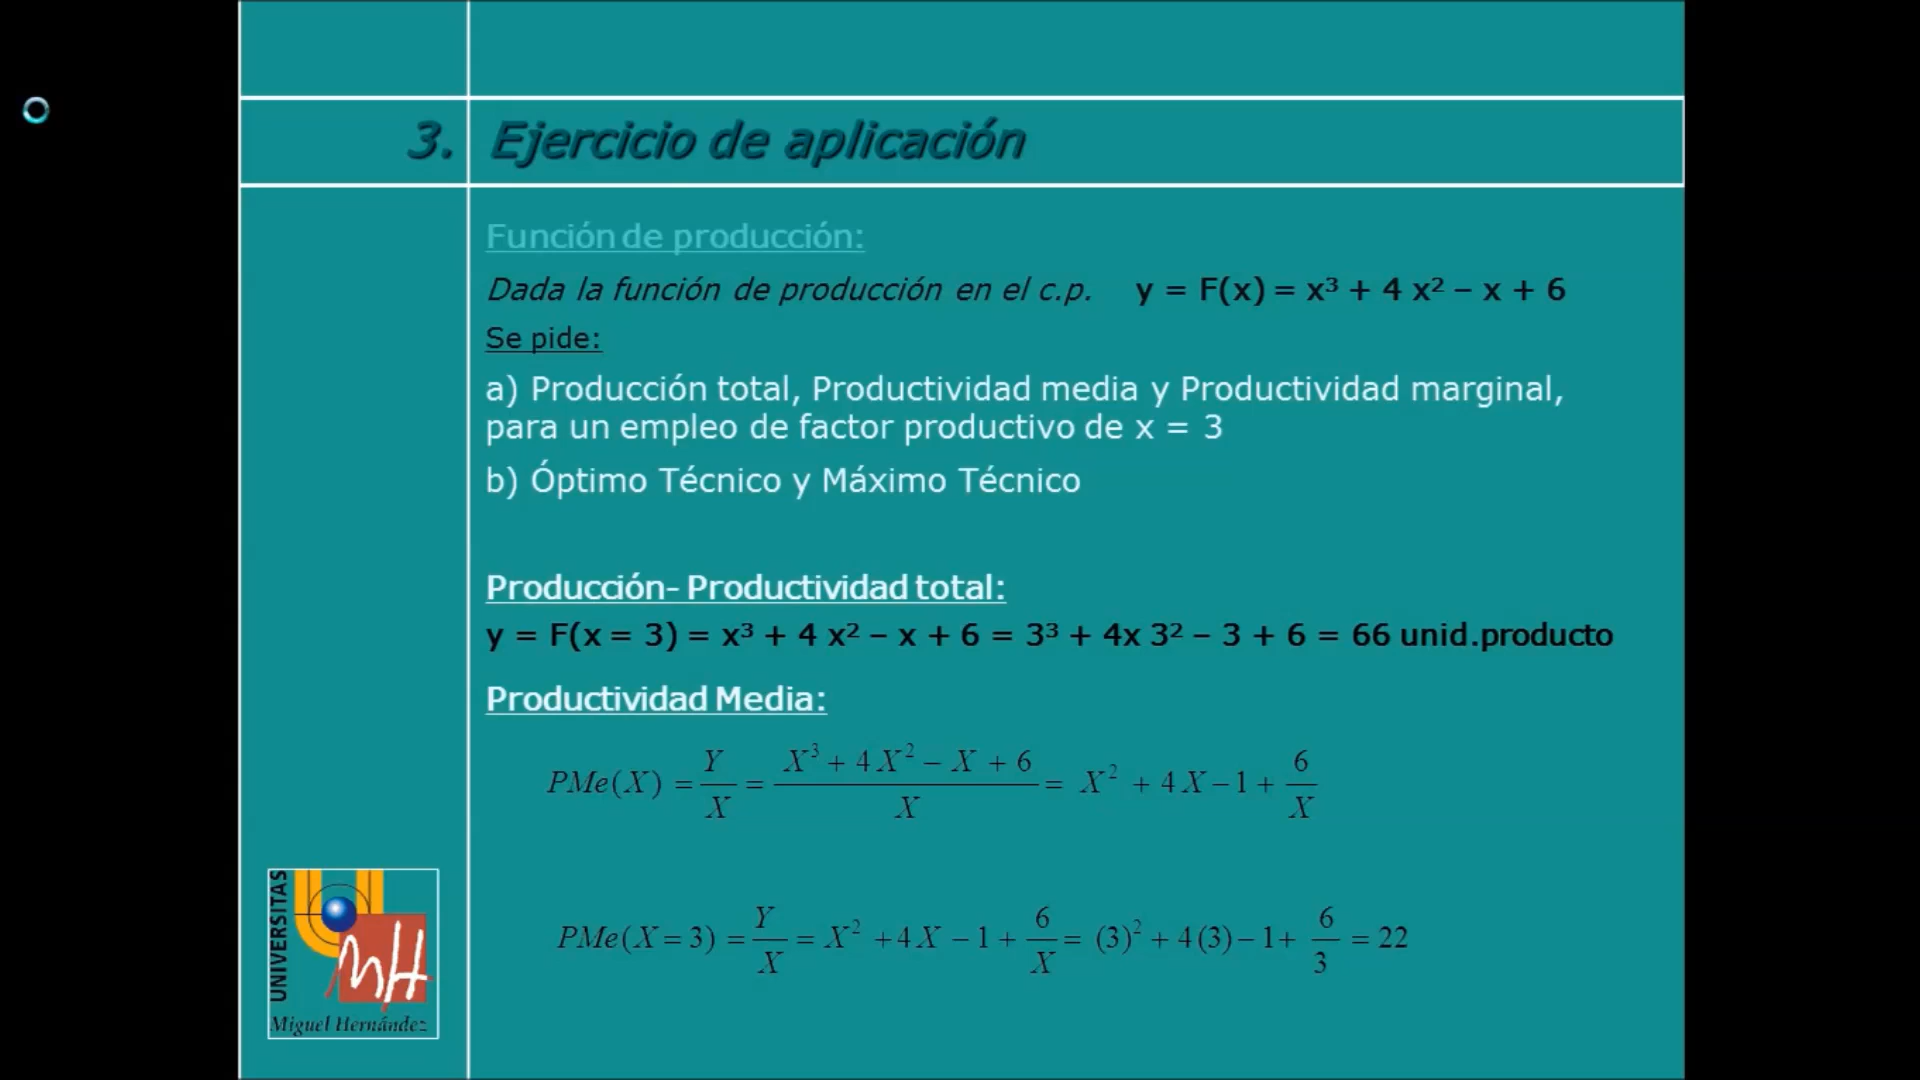 3. Ejercicio de aplicación
Función de producción:
Dada la función de producción en el c.p. y = F(x) = x³ + 4 x² – x + 6
Se pide:
a) Producción total, Productividad media y Productividad marginal,
para un empleo de factor productivo de x = 3
b) Óptimo Técnico y Máximo Técnico
Producción- Productividad total:
y = F(x = 3) = x³ + 4 x² – x + 6 = 3³ + 4x 3² – 3 + 6 = 66 unid.producto
Productividad Media:
PMe(X) = Y/X = (X³ + 4X² – X + 6)/X = X² + 4X – 1 + 6/X
PMe(X = 3) = Y/X = X² + 4X – 1 + 6/X = (3)² + 4(3) – 1 + 6/3 = 22
UNIVERSITAS
MH
Miguel Hernández